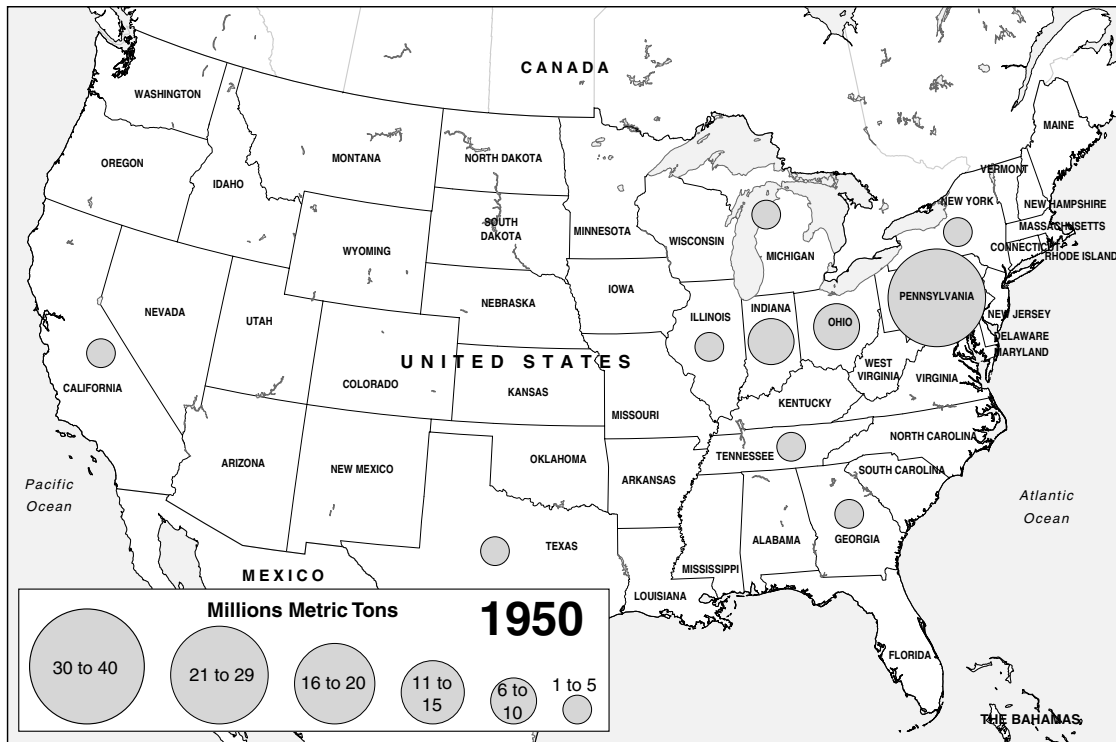 CANADA
WASHINGTON
MAINE
OREGON
MONTANA
NORTH DAKOTA
IDAHO
VERMONT
NEW YORK
NEW HAMPSHIRE
SOUTH
DAKOTA
MINNESOTA
MASSACHUSETTS
WISCONSIN
WYOMING
MICHIGAN
CONNECTICUT
RHODE ISLAND
IOWA
PENNSYLVANIA
NEBRASKA
NEVADA
ILLINOIS
INDIANA
NEW JERSEY
UTAH
OHIO
DELAWARE
MARYLAND
UNITED STATES
WEST
VIRGINIA
VIRGINIA
CALIFORNIA
COLORADO
KANSAS
KENTUCKY
MISSOURI
NORTH CAROLINA
TENNESSEE
OKLAHOMA
ARIZONA
NEW MEXICO
SOUTH CAROLINA
ARKANSAS
Pacific
Ocean
Atlantic
Ocean
TEXAS
ALABAMA
GEORGIA
MISSISSIPPI
MEXICO
LOUISIANA
FLORIDA
THE BAHAMAS
Millions Metric Tons
1950
30 to 40
21 to 29
16 to 20
11 to
15
6 to
10
1 to 5